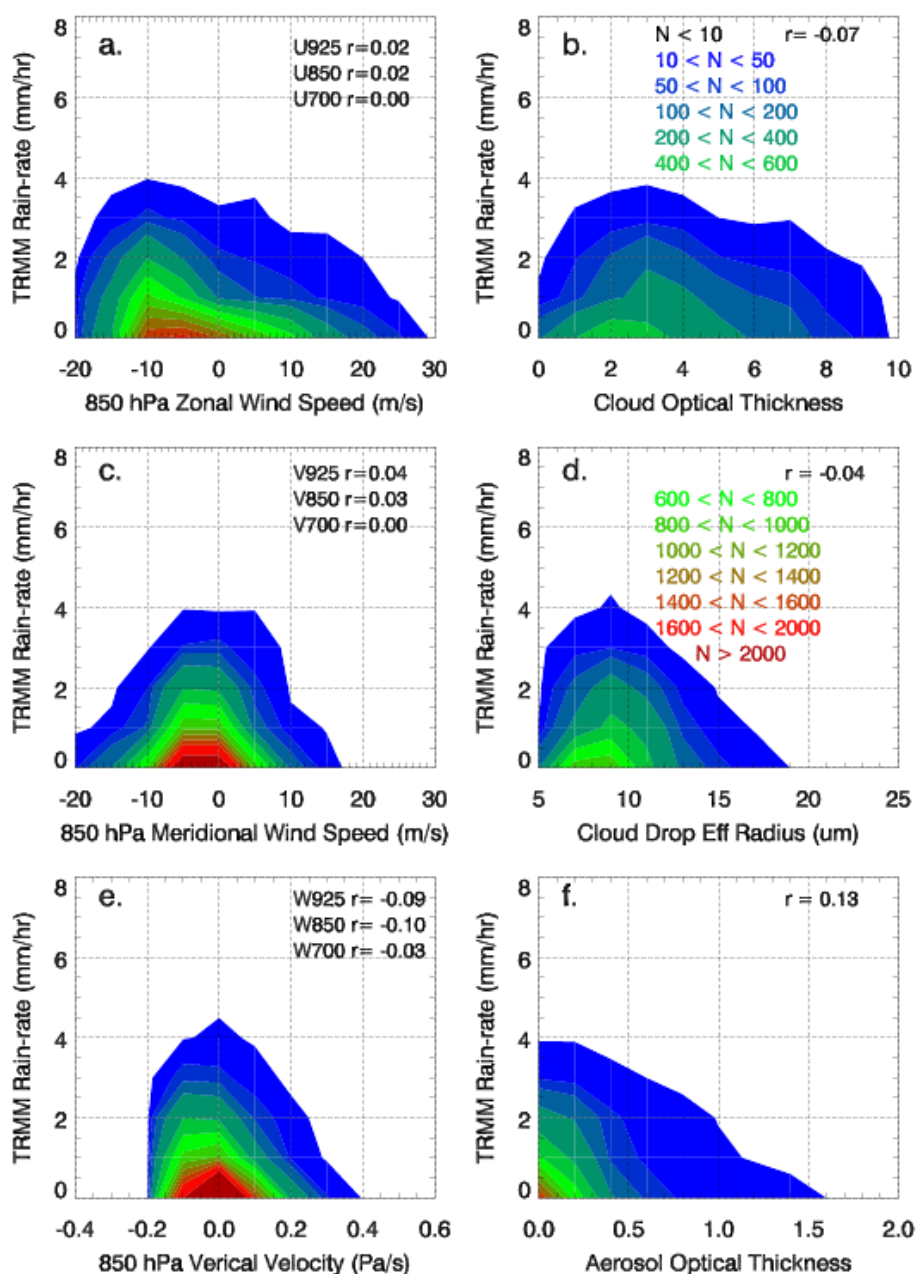 a.
U925 r=0.02
U850 r=0.02
U700 r=0.00
TRMM Rain-rate (mm/hr)
8
6
4
2
0
-20 -10 0 10 20 30
850 hPa Zonal Wind Speed (m/s)
b.
N < 10 r= -0.07
10 < N < 50
50 < N < 100
100 < N < 200
200 < N < 400
400 < N < 600
TRMM Rain-rate (mm/hr)
8
6
4
2
0
0 2 4 6 8 10
Cloud Optical Thickness
c.
V925 r=0.04
V850 r=0.03
V700 r=0.00
TRMM Rain-rate (mm/hr)
8
6
4
2
0
-20 -10 0 10 20 30
850 hPa Meridional Wind Speed (m/s)
d.
r = -0.04
600 < N < 800
800 < N < 1000
1000 < N < 1200
1200 < N < 1400
1400 < N < 1600
1600 < N < 2000
N > 2000
TRMM Rain-rate (mm/hr)
8
6
4
2
0
5 10 15 20 25
Cloud Drop Eff Radius (um)
e.
W925 r= -0.09
W850 r= -0.10
W700 r= -0.03
TRMM Rain-rate (mm/hr)
8
6
4
2
0
-0.4 -0.2 0.0 0.2 0.4 0.6
850 hPa Verical Velocity (Pa/s)
f.
r = 0.13
TRMM Rain-rate (mm/hr)
8
6
4
2
0
0.0 0.5 1.0 1.5 2.0
Aerosol Optical Thickness